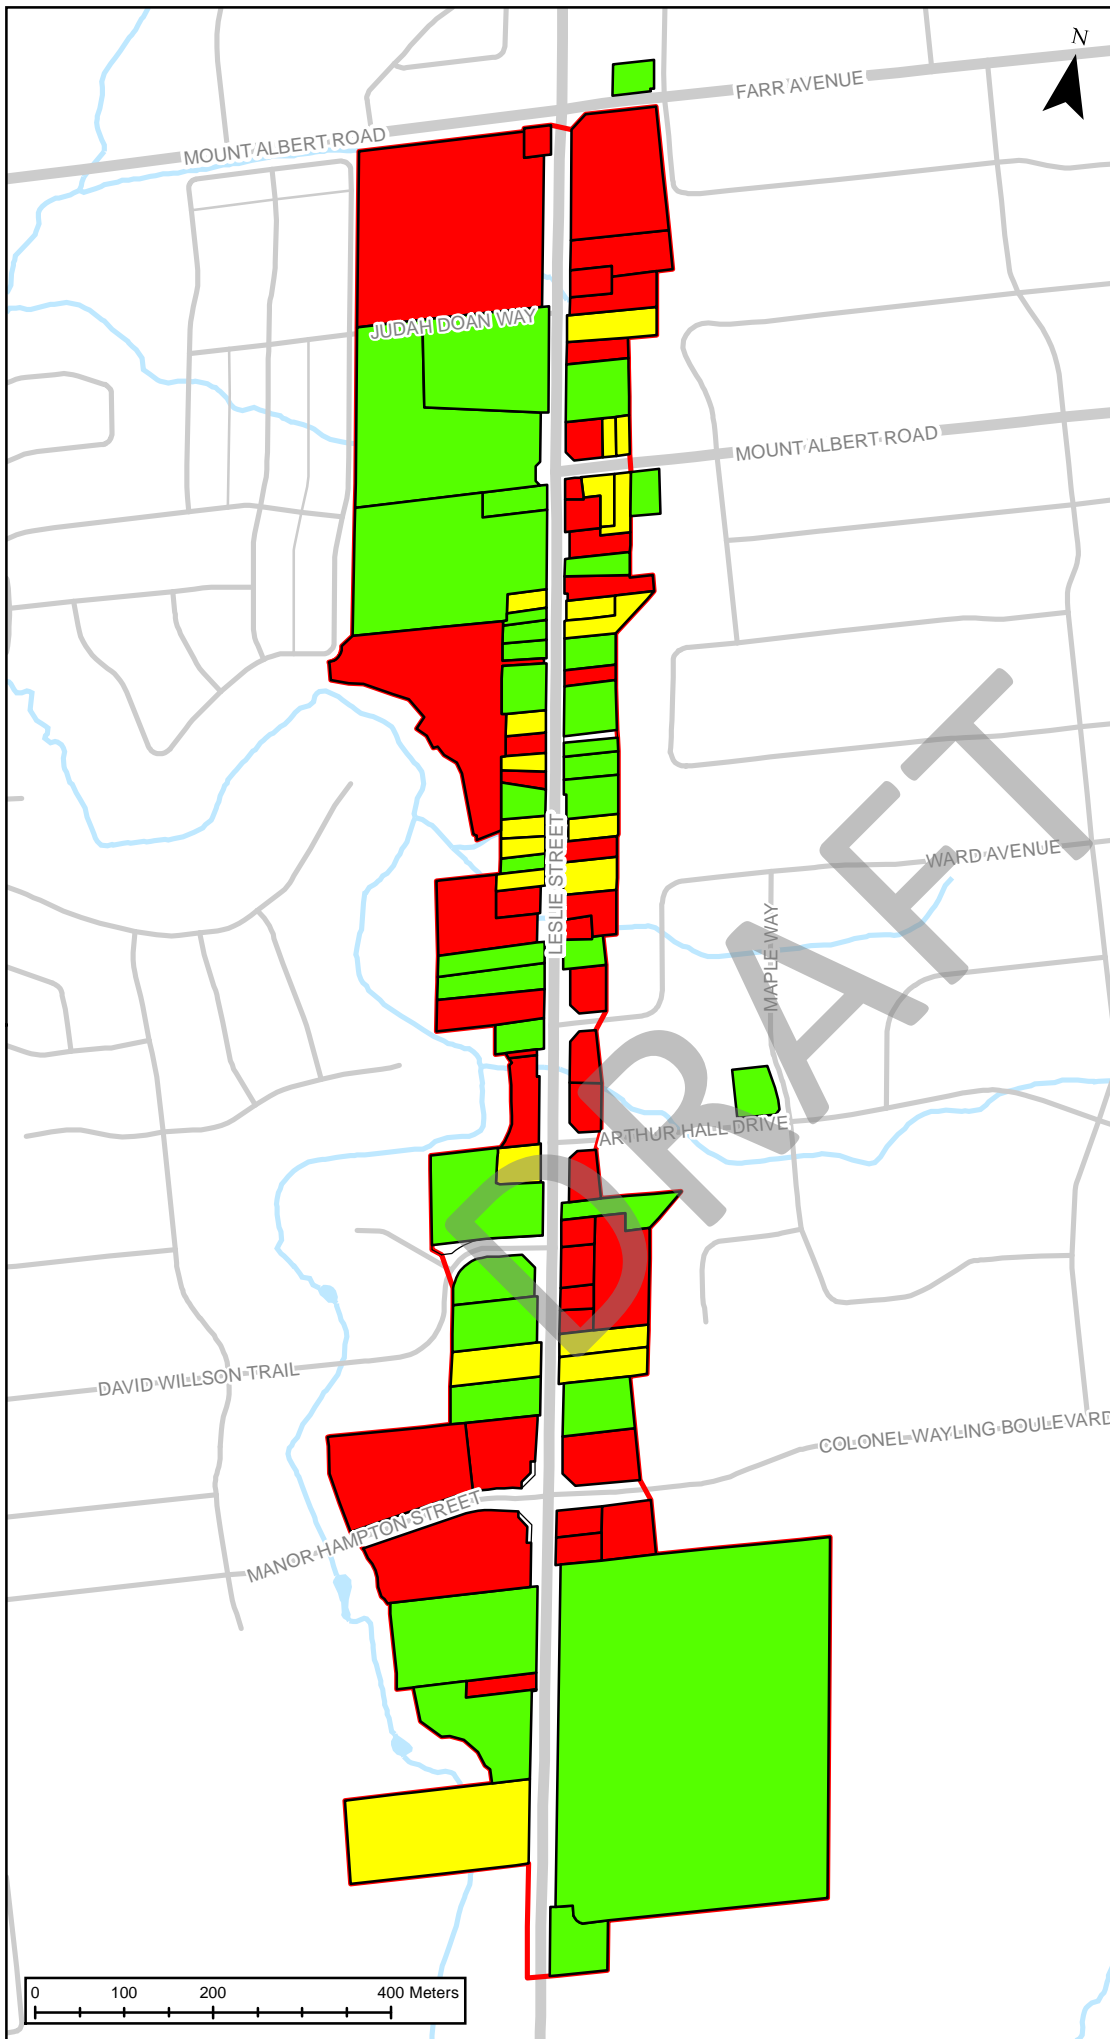 N
FARR AVENUE
MOUNT ALBERT ROAD
JUDAH DOAN WAY
MOUNT ALBERT ROAD
DRAFT
LESLIE STREET
WARD AVENUE
MAPLE WAY
ARTHUR HALL DRIVE
DAVID WILLSON TRAIL
COLONEL WAYLING BOULEVARD
MANOR HAMPTON STREET
0 100 200 400 Meters